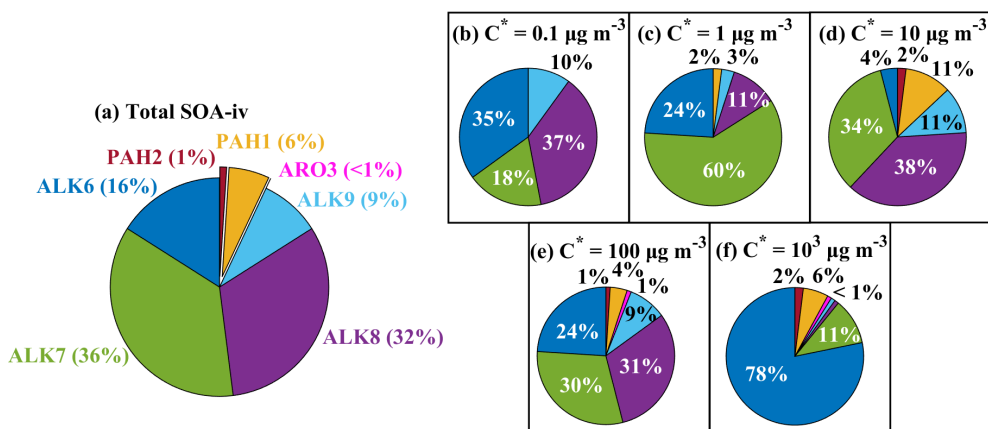 (a) Total SOA-iv
PAH2 (1%)
PAH1 (6%)
ARO3 (<1%)
ALK6 (16%)
ALK9 (9%)
ALK7 (36%)
ALK8 (32%)
(b) C* = 0.1 µg m-3
10%
35%
37%
18%
(c) C* = 1 µg m-3
2% 3%
24%
11%
60%
(d) C* = 10 µg m-3
4% 2% 11%
11%
34%
38%
(e) C* = 100 µg m-3
1% 4% 1%
9%
24%
31%
30%
(f) C* = 10³ µg m-3
2% 6%
< 1%
11%
78%